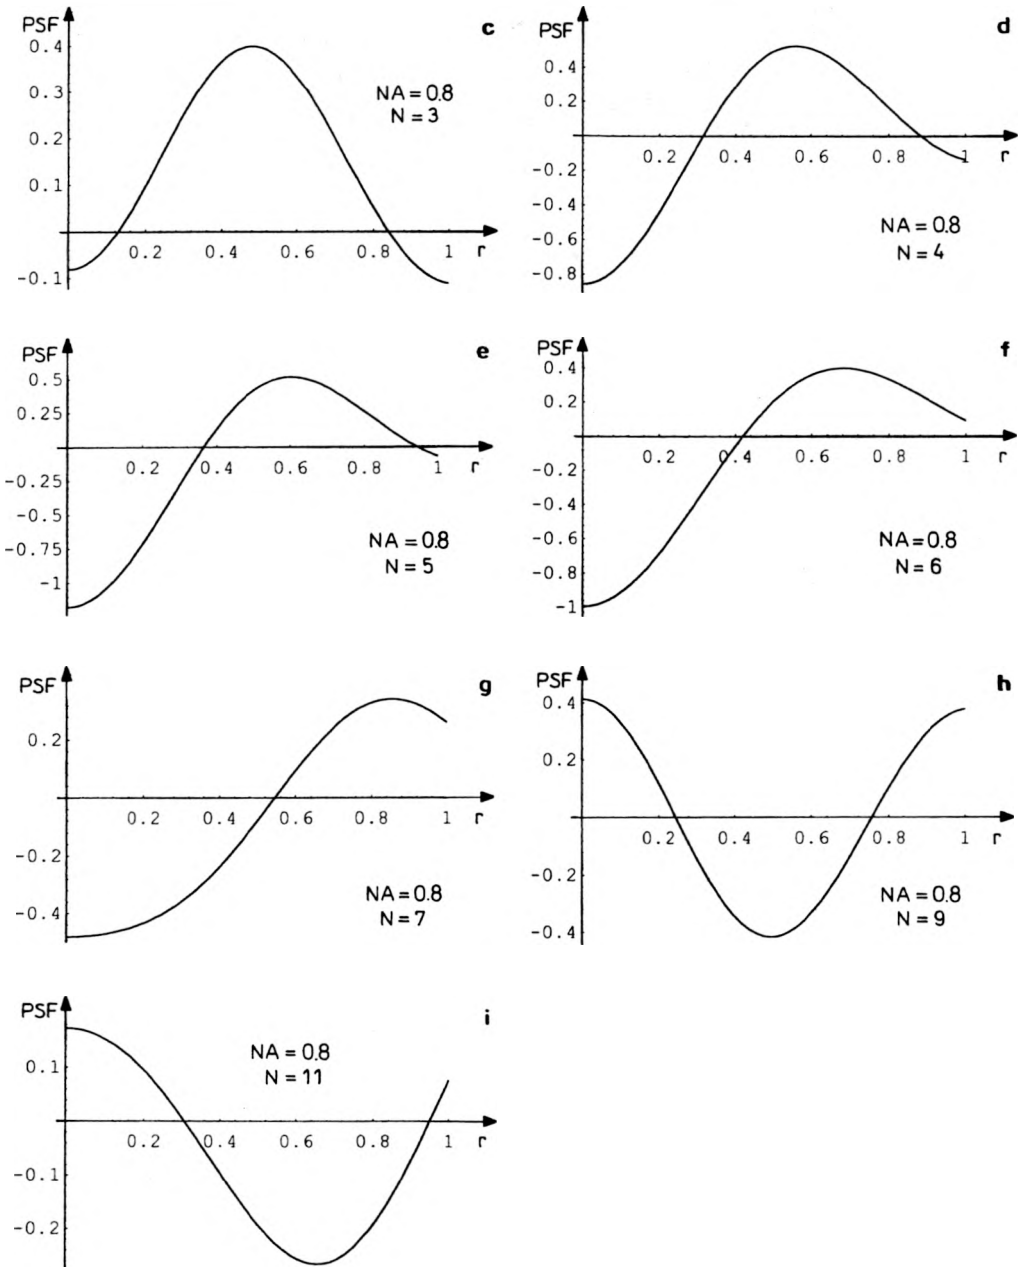 PSF
c
0.4
0.3
NA = 0.8
N = 3
0.2
0.1
0.2 0.4 0.6 0.8 1 r
-0.1
PSF
d
0.4
0.2
0.2 0.4 0.6 0.8 1 r
-0.2
-0.4
NA = 0.8
N = 4
-0.6
-0.8
PSF
e
0.5
0.25
0.2 0.4 0.6 0.8 1 r
-0.25
-0.5
NA = 0.8
N = 5
-0.75
-1
PSF
f
0.4
0.2
0.2 0.4 0.6 0.8 1 r
-0.2
-0.4
NA = 0.8
N = 6
-0.6
-0.8
-1
PSF
g
0.2
0.2 0.4 0.6 0.8 1 r
-0.2
NA = 0.8
N = 7
-0.4
PSF
h
0.4
0.2
0.2 0.4 0.6 0.8 1 r
-0.2
NA = 0.8
N = 9
-0.4
PSF
i
NA = 0.8
N = 11
0.1
0.2 0.4 0.6 0.8 1 r
-0.1
-0.2